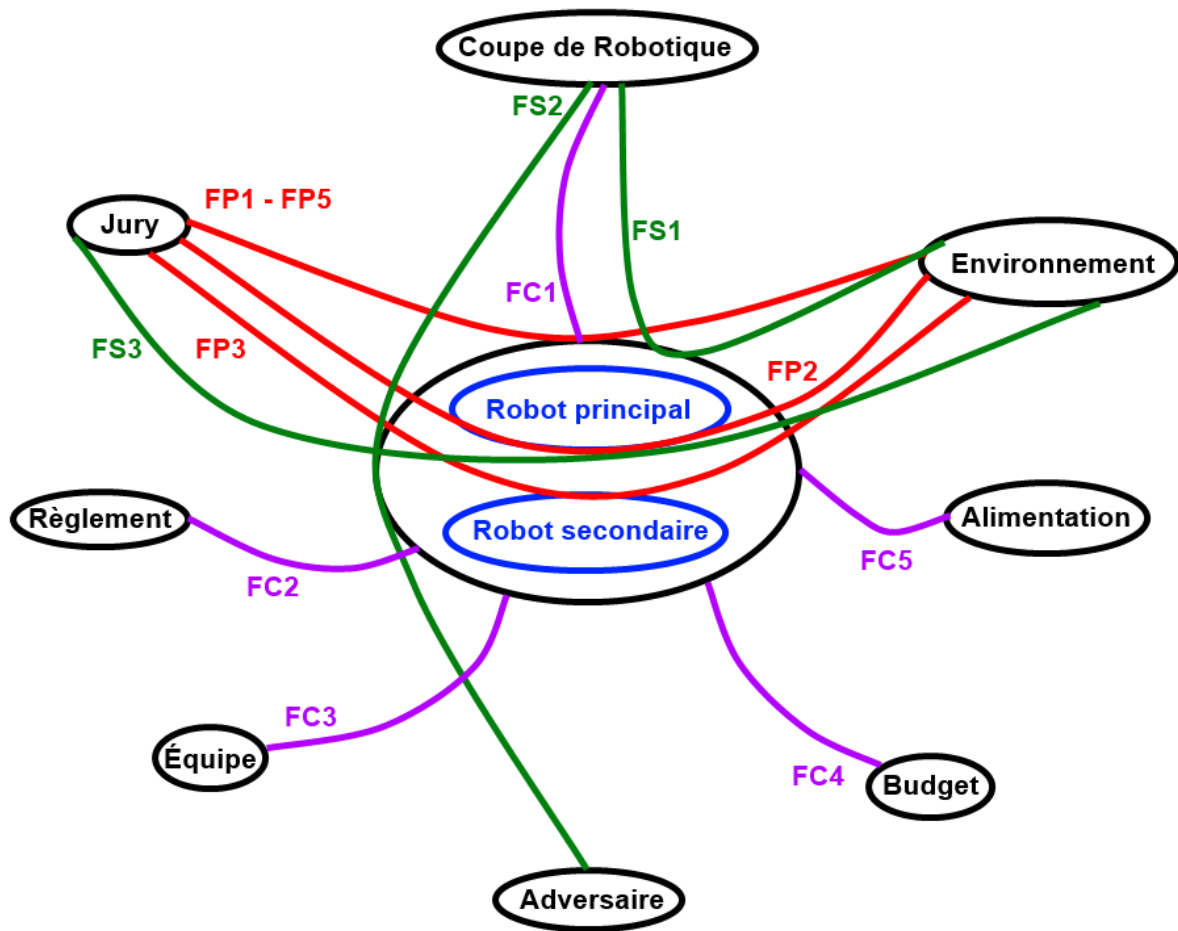 Coupe de Robotique
FS2
FP1 - FP5
Jury
FS1
Environnement
FC1
FS3
FP3
FP2
Robot principal
Règlement
Robot secondaire
Alimentation
FC2
FC5
FC3
Équipe
FC4
Budget
Adversaire